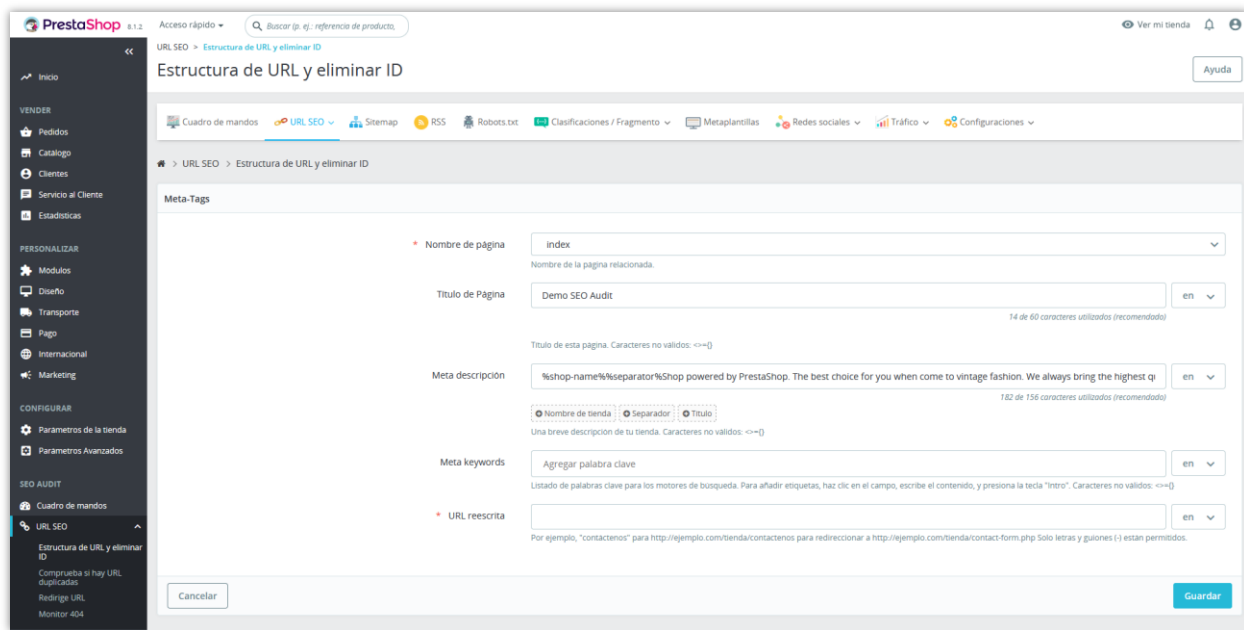 PrestaShop 8.1.2
Acceso rápido
Buscar (p. ej.: referencia de producto,
Ver mi tienda
URL SEO > Estructura de URL y eliminar ID
Estructura de URL y eliminar ID
Ayuda
Inicio
VENDER
Pedidos
Catalogo
Clientes
Servicio al Cliente
Estadísticas
PERSONALIZAR
Modulos
Diseño
Transporte
Pago
Internacional
Marketing
CONFIGURAR
Parametros de la tienda
Parametros Avanzados
SEO AUDIT
Cuadro de mandos
URL SEO
Estructura de URL y eliminar
ID
Comprueba si hay URL
duplicadas
Redirige URL
Monitor 404
Cuadro de mandos URL SEO Sitemap RSS Robots.txt Clasificaciones / Fragmento Metaplantillas Redes sociales Tráfico Configuraciones
> URL SEO > Estructura de URL y eliminar ID
Meta-Tags
* Nombre de página
index
Nombre de la página relacionada.
Título de Página
Demo SEO Audit
en
14 de 60 caracteres utilizados (recomendado)
Título de esta página. Caracteres no válidos: <>={}
Meta descripción
%shop-name%%separator%Shop powered by PrestaShop. The best choice for you when come to vintage fashion. We always bring the highest qu
en
182 de 156 caracteres utilizados (recomendado)
Nombre de tienda Separador Titulo
Una breve descripción de tu tienda. Caracteres no válidos: <>={}
Meta keywords
Agregar palabra clave
en
Listado de palabras clave para los motores de búsqueda. Para añadir etiquetas, haz clic en el campo, escribe el contenido, y presiona la tecla "Intro". Caracteres no válidos: <>={}
* URL reescrita
en
Por ejemplo, "contáctenos" para http://ejemplo.com/tienda/contactenos para redireccionar a http://ejemplo.com/tienda/contact-form.php Solo letras y guiones (-) están permitidos.
Cancelar
Guardar